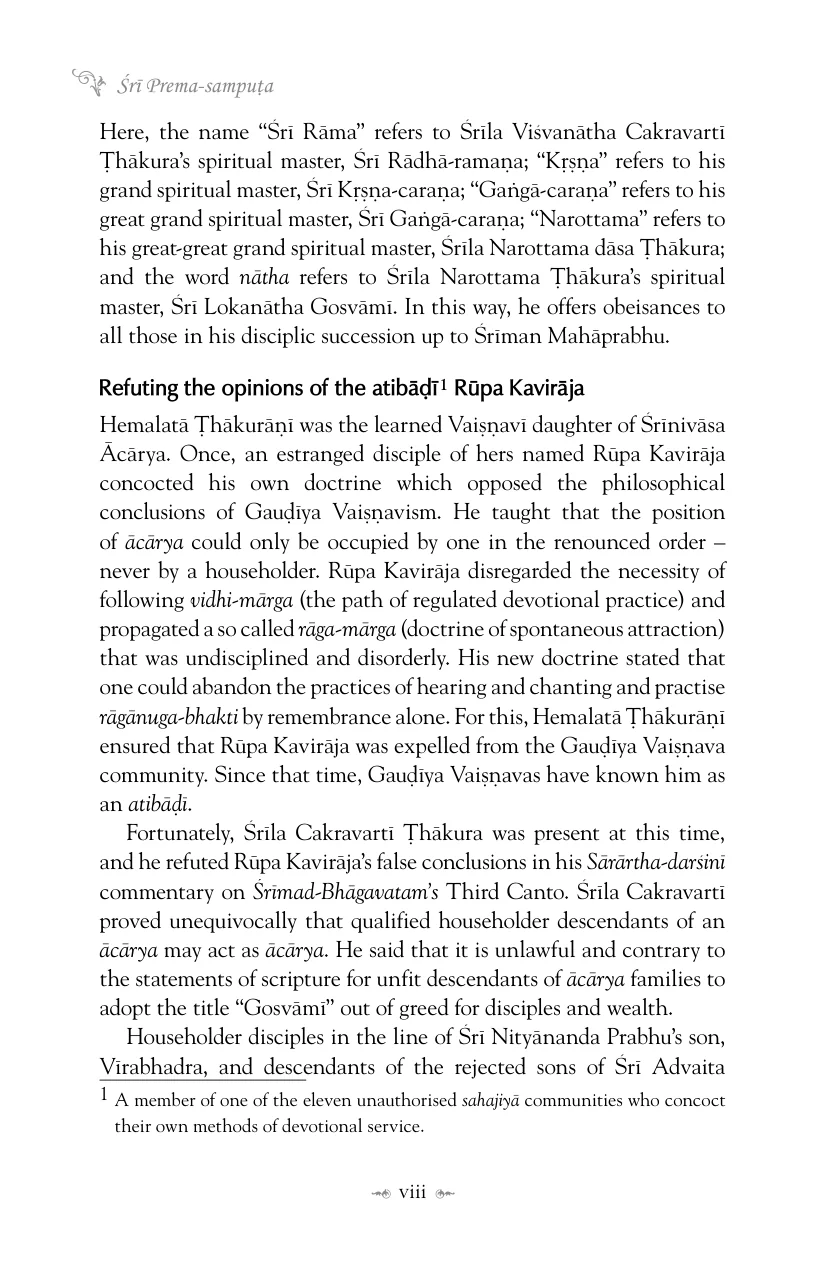 Śrī Prema-sampuṭa
Here, the name “Śrī Rāma” refers to Śrīla Viśvanātha Cakravartī
Ṭhākura’s spiritual master, Śrī Rādhā-ramaṇa; “Kṛṣṇa” refers to his
grand spiritual master, Śrī Kṛṣṇa-caraṇa; “Gaṅgā-caraṇa” refers to his
great grand spiritual master, Śrī Gaṅgā-caraṇa; “Narottama” refers to
his great-great grand spiritual master, Śrīla Narottama dāsa Ṭhākura;
and the word nātha refers to Śrīla Narottama Ṭhākura’s spiritual
master, Śrī Lokanātha Gosvāmī. In this way, he offers obeisances to
all those in his disciplic succession up to Śrīman Mahāprabhu.
Refuting the opinions of the atibāḍī1 Rūpa Kavirāja
Hemalatā Ṭhākurāṇī was the learned Vaiṣṇavī daughter of Śrīnivāsa
Ācārya. Once, an estranged disciple of hers named Rūpa Kavirāja
concocted his own doctrine which opposed the philosophical
conclusions of Gauḍīya Vaiṣṇavism. He taught that the position
of ācārya could only be occupied by one in the renounced order –
never by a householder. Rūpa Kavirāja disregarded the necessity of
following vidhi-mārga (the path of regulated devotional practice) and
propagated a so called rāga-mārga (doctrine of spontaneous attraction)
that was undisciplined and disorderly. His new doctrine stated that
one could abandon the practices of hearing and chanting and practise
rāgānuga-bhakti by remembrance alone. For this, Hemalatā Ṭhākurāṇī
ensured that Rūpa Kavirāja was expelled from the Gauḍīya Vaiṣṇava
community. Since that time, Gauḍīya Vaiṣṇavas have known him as
an atibāḍī.
Fortunately, Śrīla Cakravartī Ṭhākura was present at this time,
and he refuted Rūpa Kavirāja’s false conclusions in his Sārārtha-darśinī
commentary on Śrīmad-Bhāgavatam’s Third Canto. Śrīla Cakravartī
proved unequivocally that qualified householder descendants of an
ācārya may act as ācārya. He said that it is unlawful and contrary to
the statements of scripture for unfit descendants of ācārya families to
adopt the title “Gosvāmī” out of greed for disciples and wealth.
Householder disciples in the line of Śrī Nityānanda Prabhu’s son,
Vīrabhadra, and descendants of the rejected sons of Śrī Advaita
1 A member of one of the eleven unauthorised sahajiyā communities who concoct
their own methods of devotional service.
viii